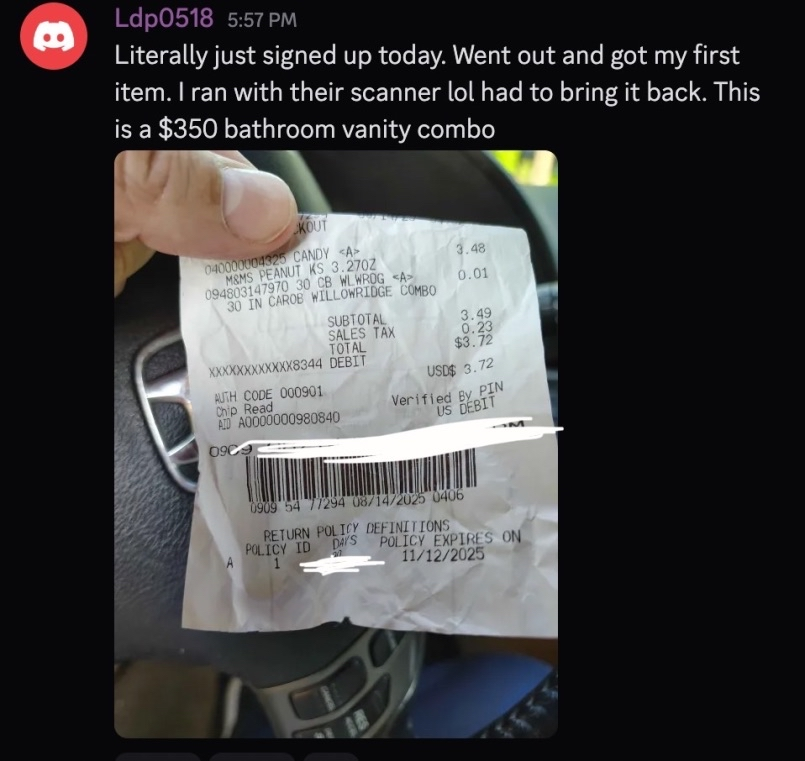 Ldp0518 5:57 PM
Literally just signed up today. Went out and got my first
item. I ran with their scanner lol had to bring it back. This
is a $350 bathroom vanity combo
KOUT
040000004325 CANDY <A> 3.48
M&MS PEANUT KS 3.27OZ
094803147970 30 CB WLWRDG <A> 0.01
30 IN CAROB WILLOWRIDGE COMBO
SUBTOTAL 3.49
SALES TAX 0.23
TOTAL $3.72
XXXXXXXXXXXX8344 DEBIT
USD$ 3.72
AUTH CODE 000901
Chip Read Verified By PIN
AID A0000000980840 US DEBIT
0909
0909 54 77294 08/14/2025 0406
RETURN POLICY DEFINITIONS
POLICY ID DAYS POLICY EXPIRES ON
A 1 11/12/2025